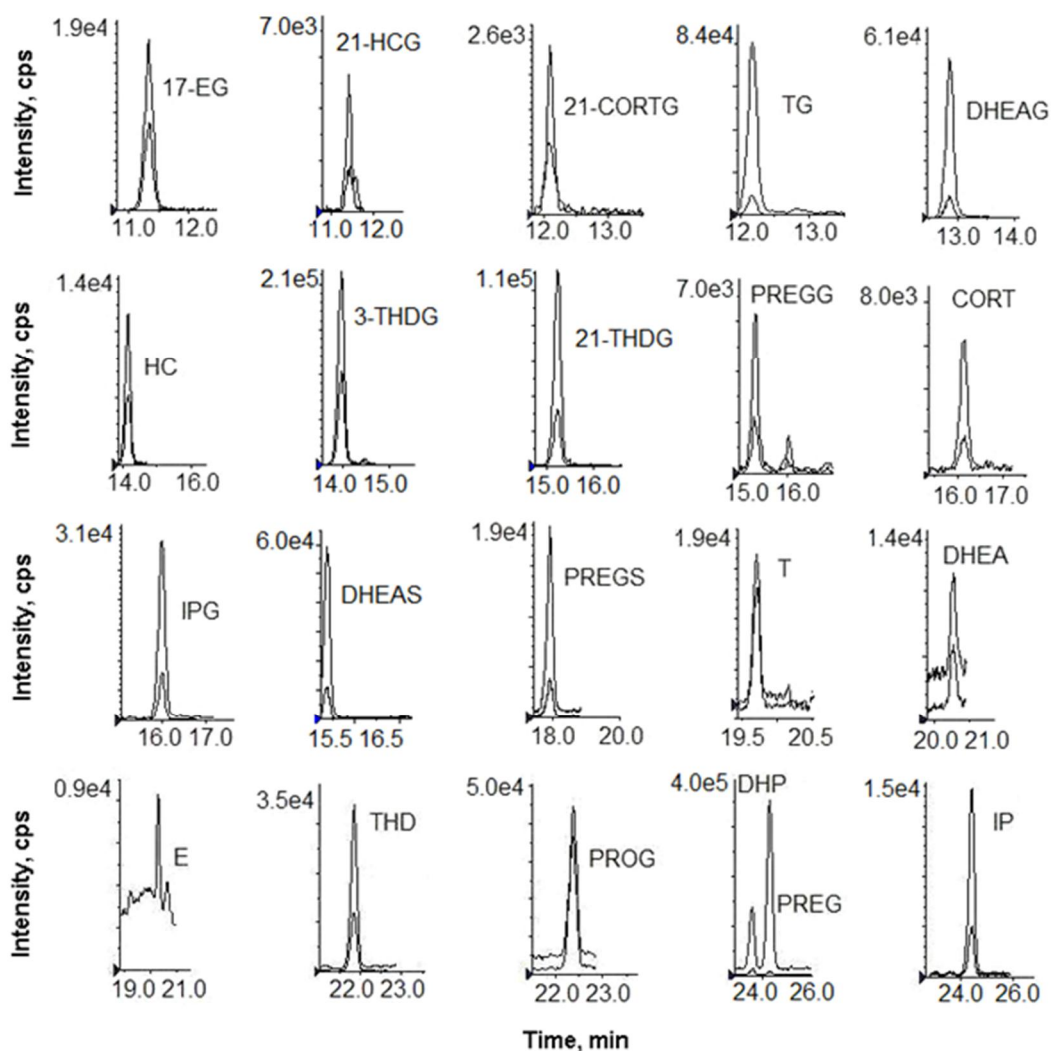 Intensity, cps
1.9e4
17-EG
11.0 12.0
7.0e3
21-HCG
11.0 12.0
2.6e3
21-CORTG
12.0 13.0
8.4e4
TG
12.0 13.0
6.1e4
DHEAG
13.0 14.0
Intensity, cps
1.4e4
HC
14.0 16.0
2.1e5
3-THDG
14.0 15.0
1.1e5
21-THDG
15.0 16.0
7.0e3
PREGG
15.0 16.0
8.0e3
CORT
16.0 17.0
Intensity, cps
3.1e4
IPG
16.0 17.0
6.0e4
DHEAS
15.5 16.5
1.9e4
PREGS
18.0 20.0
1.9e4
T
19.5 20.5
1.4e4
DHEA
20.0 21.0
Intensity, cps
0.9e4
E
19.0 21.0
3.5e4
THD
22.0 23.0
5.0e4
PROG
22.0 23.0
4.0e5
DHP
PREG
24.0 26.0
1.5e4
IP
24.0 26.0
Time, min